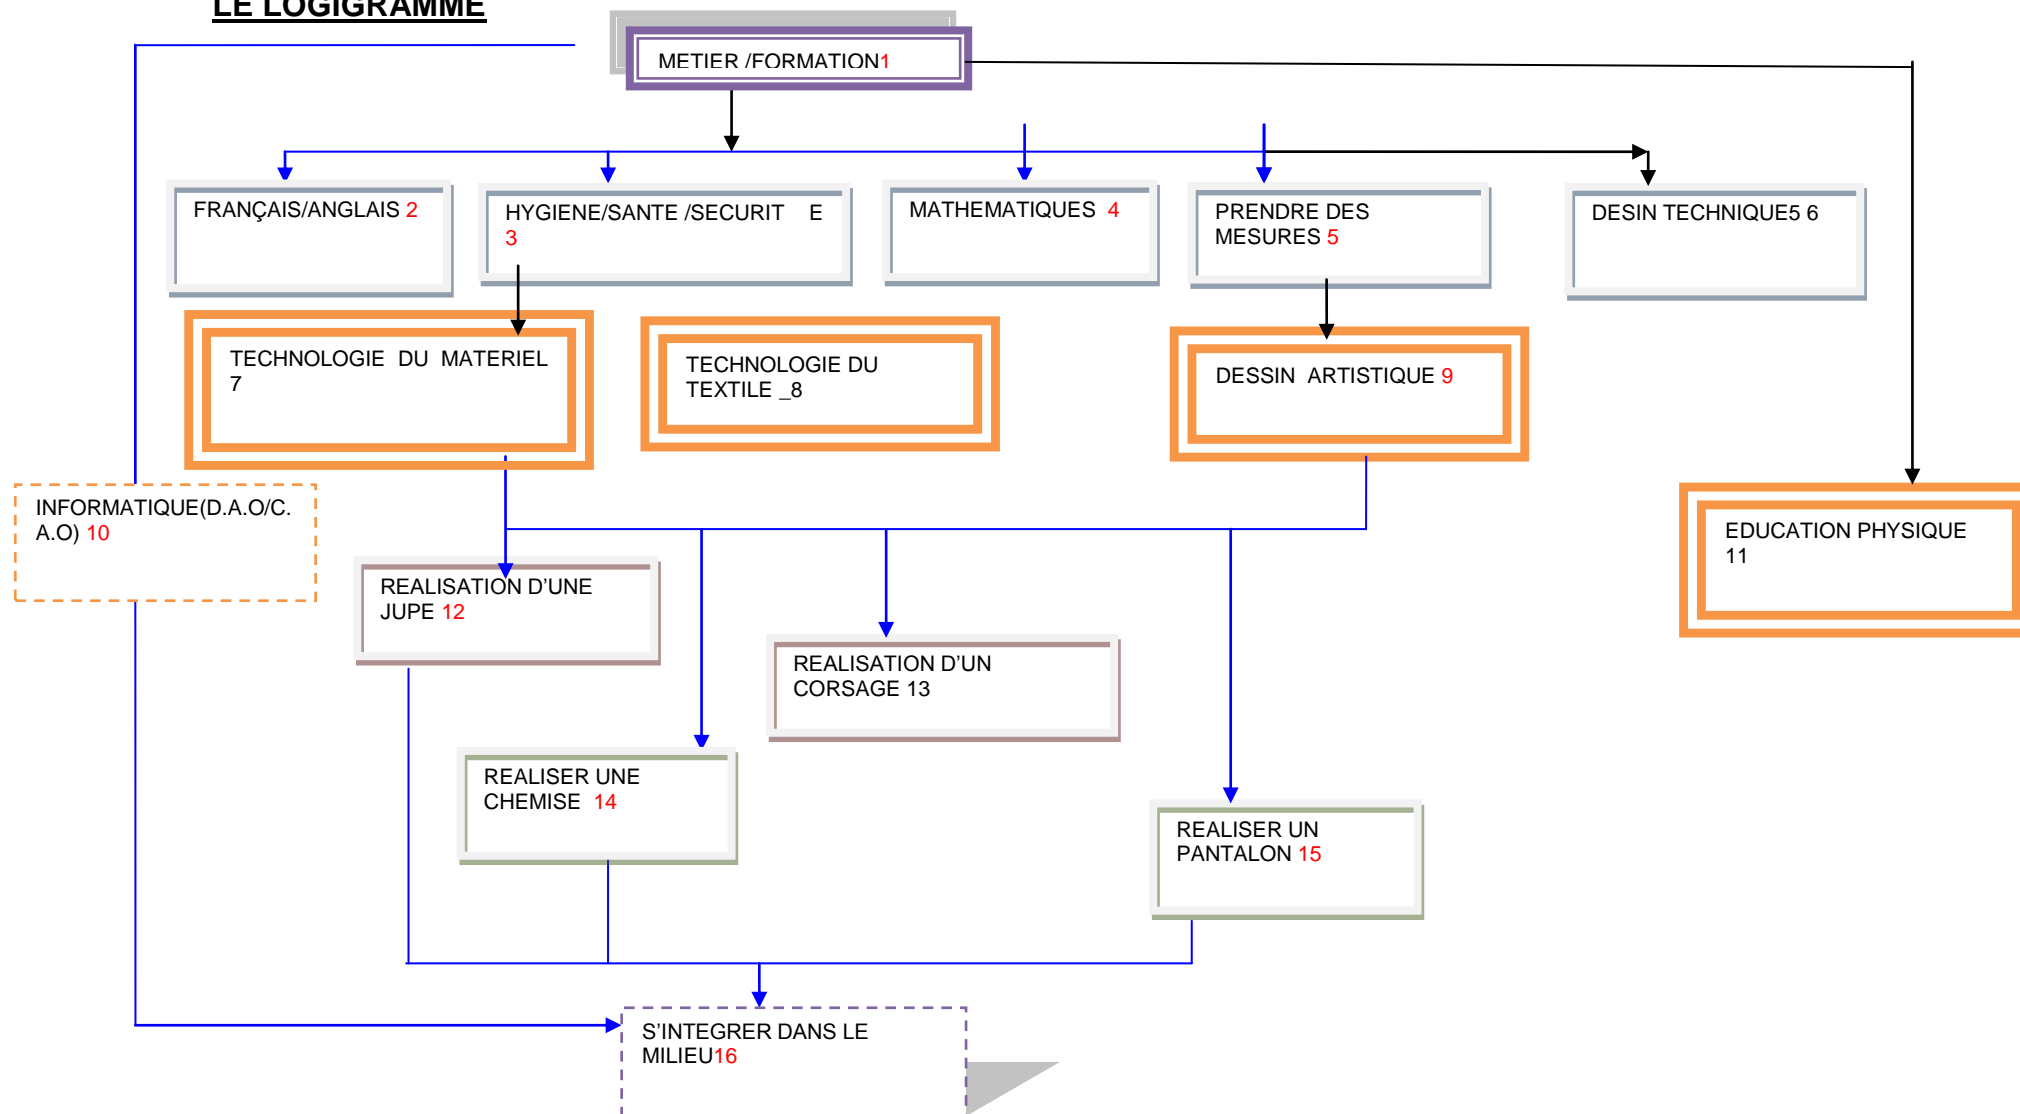 LE LOGIGRAMME
METIER /FORMATION1
FRANÇAIS/ANGLAIS 2
HYGIENE/SANTE /SECURIT E
3
MATHEMATIQUES 4
PRENDRE DES
MESURES 5
DESIN TECHNIQUE5 6
TECHNOLOGIE DU MATERIEL
7
TECHNOLOGIE DU
TEXTILE _8
DESSIN ARTISTIQUE 9
INFORMATIQUE(D.A.O/C.
A.O) 10
EDUCATION PHYSIQUE
11
REALISATION D’UNE
JUPE 12
REALISATION D’UN
CORSAGE 13
REALISER UNE
CHEMISE 14
REALISER UN
PANTALON 15
S’INTEGRER DANS LE
MILIEU16